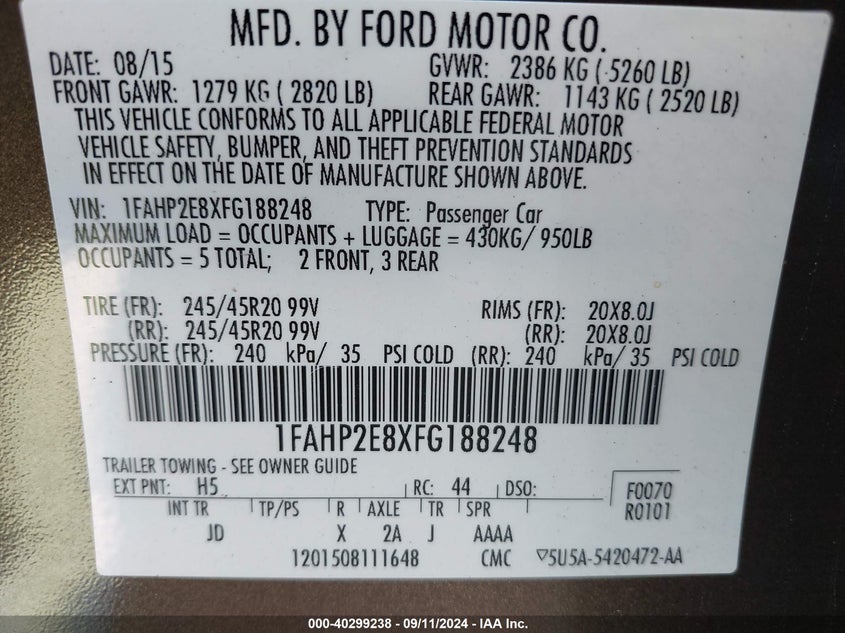 MFD. BY FORD MOTOR CO.
DATE: 08/15 GVWR: 2386 KG ( 5260 LB)
FRONT GAWR: 1279 KG ( 2820 LB) REAR GAWR: 1143 KG ( 2520 LB)
THIS VEHICLE CONFORMS TO ALL APPLICABLE FEDERAL MOTOR
VEHICLE SAFETY, BUMPER, AND THEFT PREVENTION STANDARDS
IN EFFECT ON THE DATE OF MANUFACTURE SHOWN ABOVE.
VIN: 1FAHP2E8XFG188248 TYPE: Passenger Car
MAXIMUM LOAD = OCCUPANTS + LUGGAGE = 430KG/ 950LB
OCCUPANTS = 5 TOTAL; 2 FRONT, 3 REAR
TIRE (FR): 245/45R20 99V RIMS (FR): 20X8.0J
(RR): 245/45R20 99V (RR): 20X8.0J
PRESSURE (FR): 240 kPa/ 35 PSI COLD (RR): 240 kPa/ 35 PSI COLD
1FAHP2E8XFG188248
TRAILER TOWING - SEE OWNER GUIDE
EXT PNT: H5 RC: 44 DSO: F0070
INT TR TP/PS R AXLE TR SPR R0101
JD X 2A J AAAA
1201508111648 CMC ▽5U5A-5420472-AA
000-40299238 - 09/11/2024 - IAA Inc.